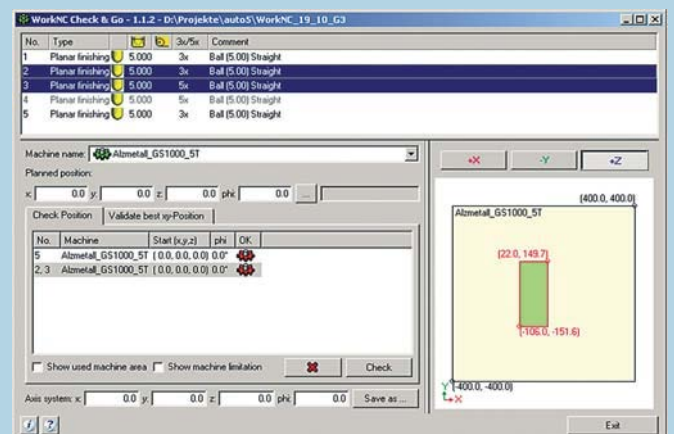 WorkNC Check & Go - 1.1.2 - D:\Projekte\auto5\WorkNC_19_10_G3
No. Type 3x/5x Comment
1 Planar finishing 5.000 3x Ball (5.00) Straight
2 Planar finishing 5.000 3x Ball (5.00) Straight
3 Planar finishing 5.000 5x Ball (5.00) Straight
4 Planar finishing 5.000 5x Ball (5.00) Straight
5 Planar finishing 5.000 3x Ball (5.00) Straight
Machine name: Alzmetall_GS1000_5T
Planned position:
x: 0.0 y: 0.0 z: 0.0 phi: 0.0 ...
Check Position Validate best xy-Position
No. Machine Start (x,y,z) phi OK
5 Alzmetall_GS1000_5T (0.0, 0.0, 0.0) 0.0°
2, 3 Alzmetall_GS1000_5T (0.0, 0.0, 0.0) 0.0°
Show used machine area Show machine limitation Check
Axis system: x: 0.0 y: 0.0 z: 0.0 phi: 0.0 Save as ...
+X -Y +Z
(400.0, 400.0)
Alzmetall_GS1000_5T
(22.0, 149.7)
(-106.0, -151.6)
Y (-400.0, -400.0)
X
i ? Exit